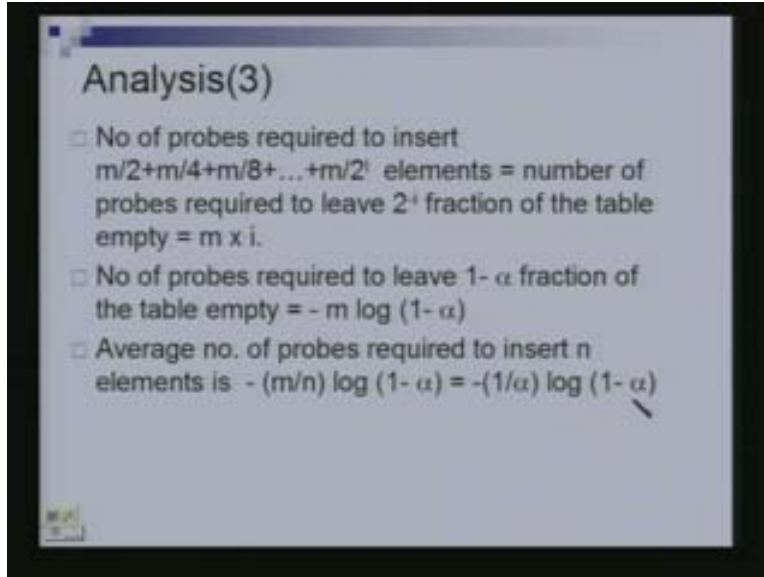 Analysis(3)
No of probes required to insert
m/2+m/4+m/8+…+m/2ⁱ elements = number of
probes required to leave 2⁻ⁱ fraction of the table
empty = m x i.
No of probes required to leave 1- α fraction of
the table empty = - m log (1- α)
Average no. of probes required to insert n
elements is - (m/n) log (1- α) = -(1/α) log (1- α)